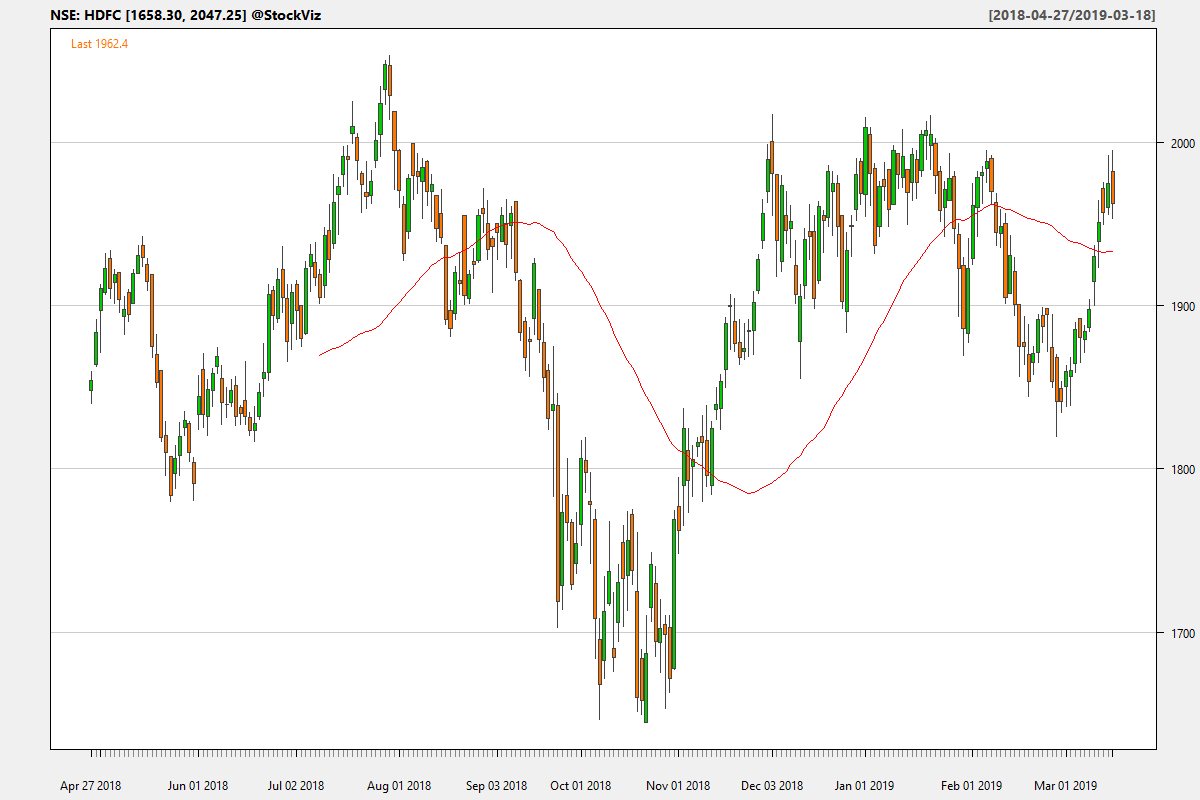 NSE: HDFC [1658.30, 2047.25] @StockViz [2018-04-27/2019-03-18]
Last 1962.4
2000
1900
1800
1700
Apr 27 2018 Jun 01 2018 Jul 02 2018 Aug 01 2018 Sep 03 2018 Oct 01 2018 Nov 01 2018 Dec 03 2018 Jan 01 2019 Feb 01 2019 Mar 01 2019